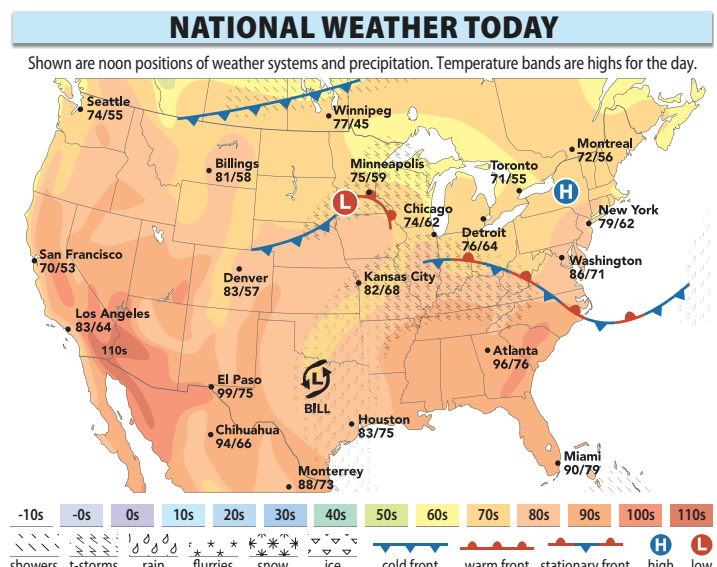 NATIONAL WEATHER TODAY
Shown are noon positions of weather systems and precipitation. Temperature bands are highs for the day.
Seattle
74/55
Winnipeg
77/45
Montreal
72/56
Billings
81/58
Minneapolis
75/59
Toronto
71/55
H
L
Chicago
74/62
New York
79/62
Detroit
76/64
San Francisco
70/53
Washington
86/71
Denver
83/57
Kansas City
82/68
Los Angeles
83/64
110s
Atlanta
96/76
El Paso
99/75
L
BILL
Houston
83/75
Chihuahua
94/66
Miami
90/79
Monterrey
88/73
-10s -0s 0s 10s 20s 30s 40s 50s 60s 70s 80s 90s 100s 110s
H L
showers t-storms rain flurries snow ice cold front warm front stationary front high low